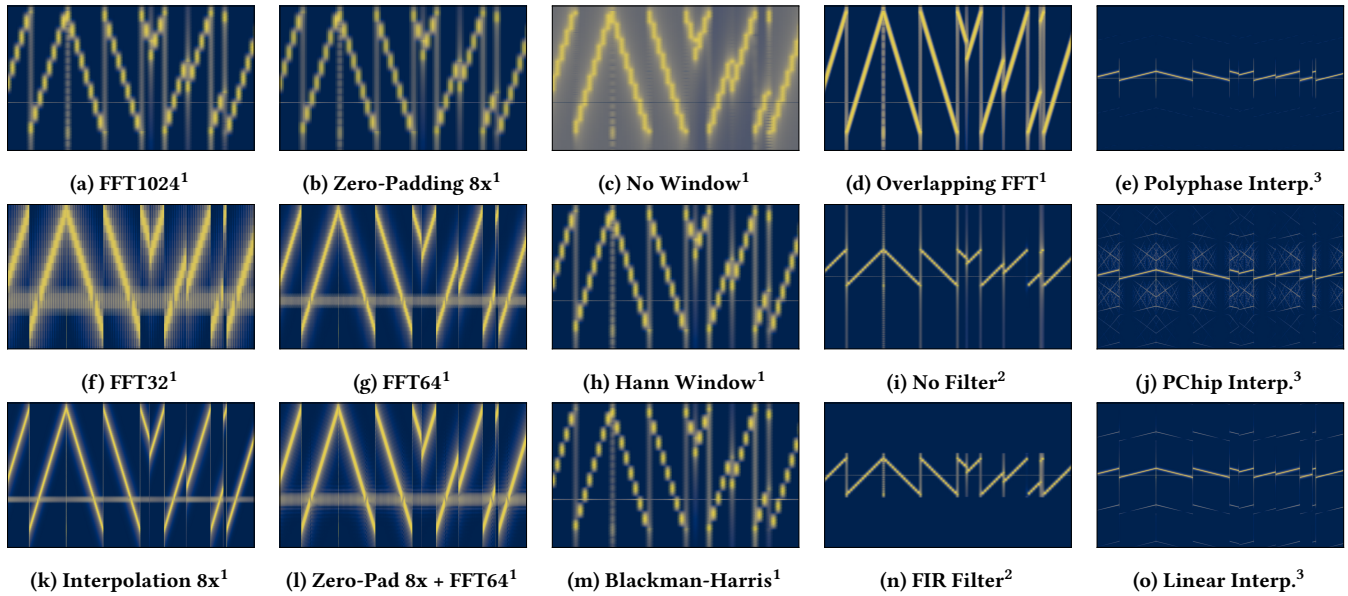 (a) FFT1024¹
(b) Zero-Padding 8x¹
(c) No Window¹
(d) Overlapping FFT¹
(e) Polyphase Interp.³
(f) FFT32¹
(g) FFT64¹
(h) Hann Window¹
(i) No Filter²
(j) PChip Interp.³
(k) Interpolation 8x¹
(l) Zero-Pad 8x + FFT64¹
(m) Blackman-Harris¹
(n) FIR Filter²
(o) Linear Interp.³